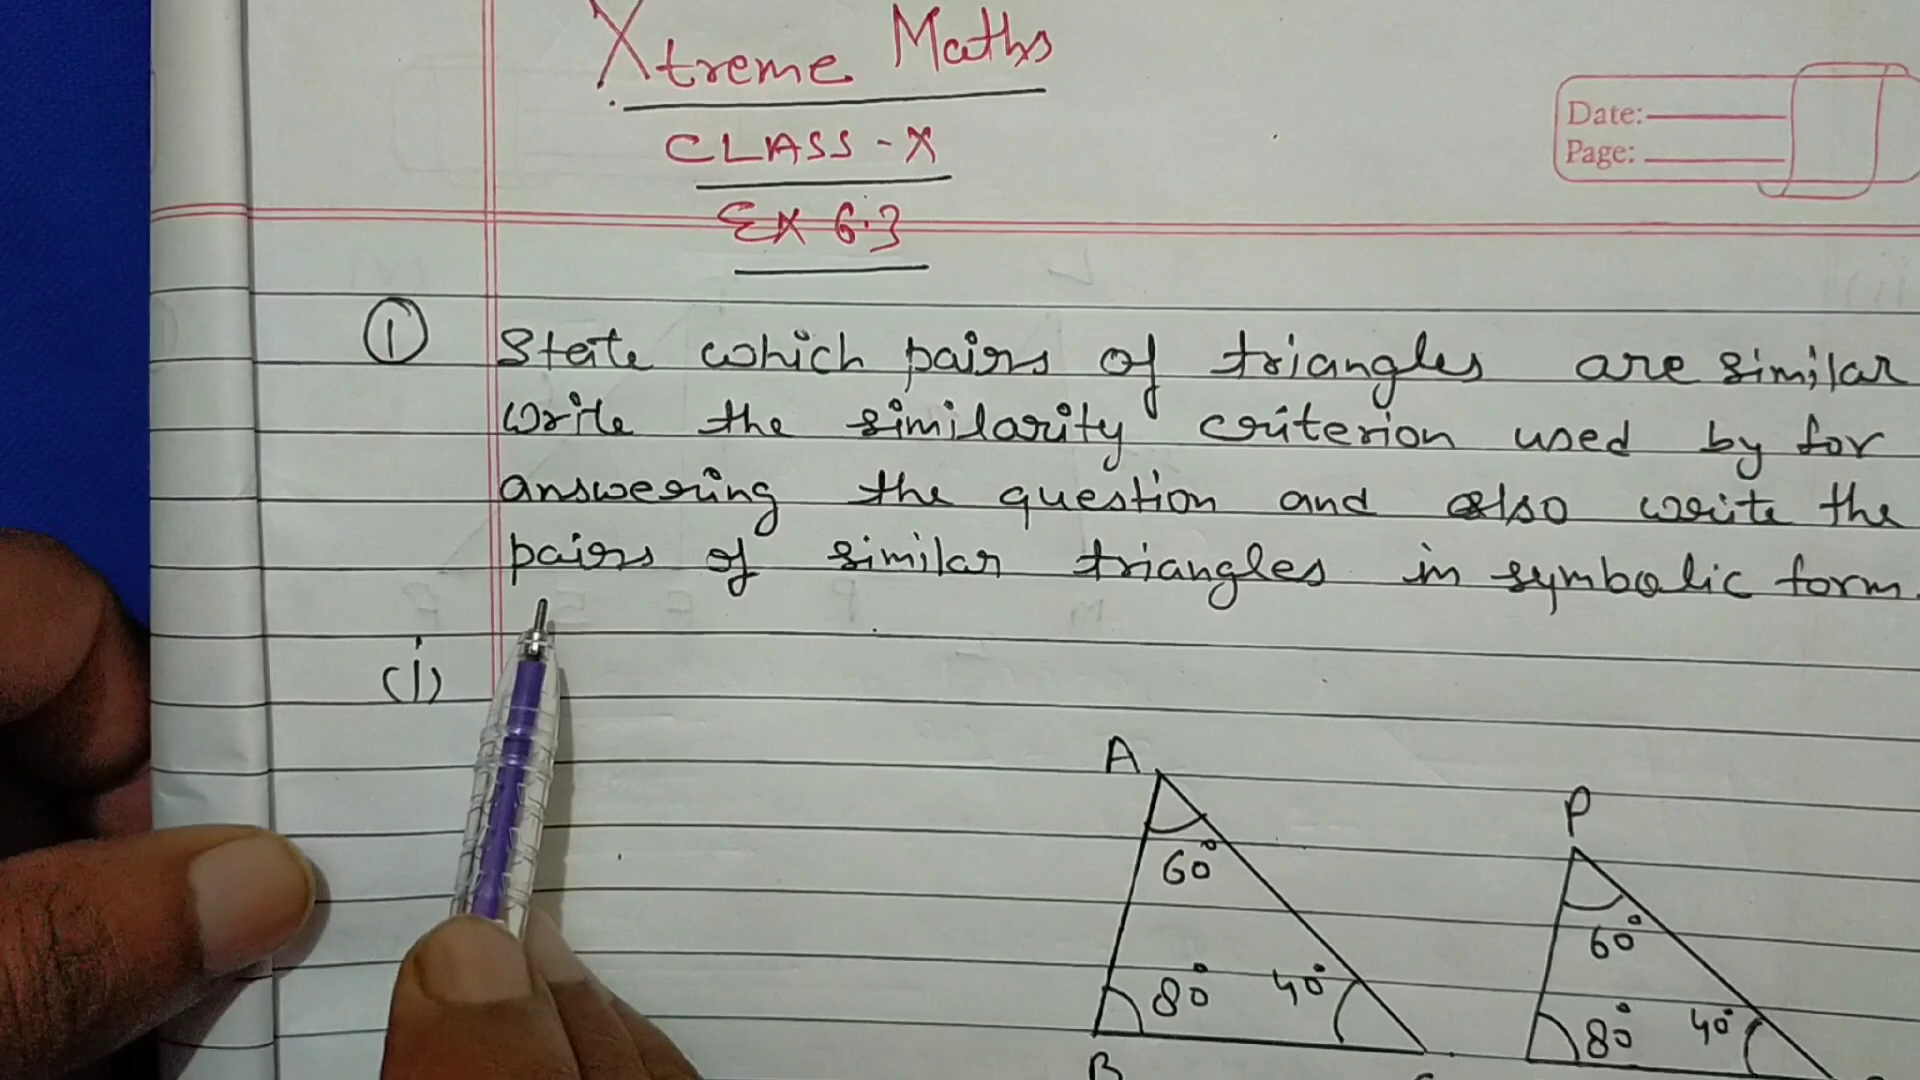 Xtreme Maths
CLASS - X
EX 6.3
Date:
Page:
① State which pairs of triangles are similar
write the similarity criterion used by for
answering the question and also write the
pairs of similar triangles in symbolic form.
(i)
A
P
60°
60°
80° 40°
80° 40°
B